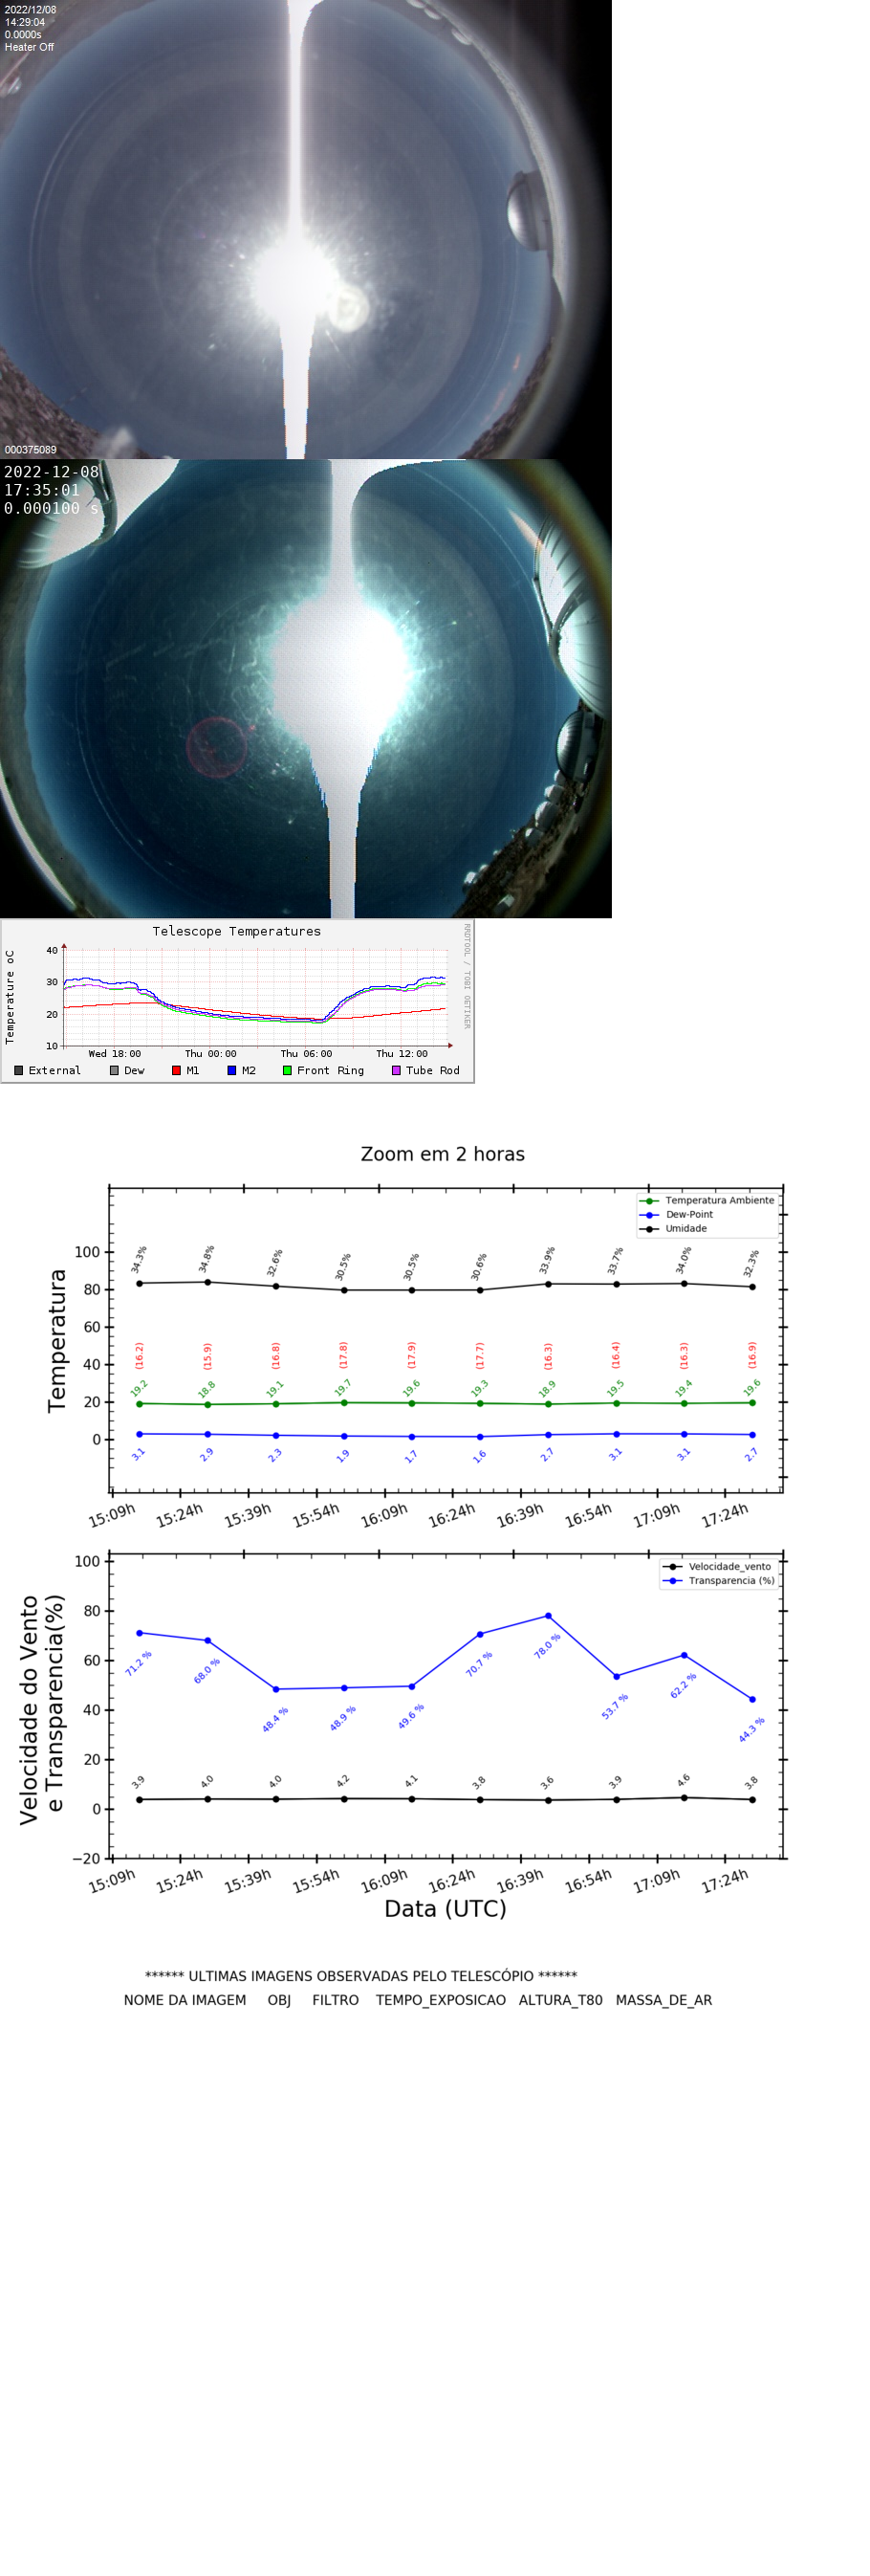 2022/12/08
14:29:04
0.0000s
Heater Off
000375089
2022-12-08
17:35:01
0.000100 s
Telescope Temperatures
RRDTOOL / TOBI OETIKER
Temperature oC
40
30
20
10
Wed 18:00 Thu 00:00 Thu 06:00 Thu 12:00
External Dew M1 M2 Front Ring Tube Rod
Zoom em 2 horas
Temperatura Ambiente
Dew-Point
Umidade
Temperatura
100
80
60
40
20
0
34.3% 34.8% 32.6% 30.5% 30.5% 30.6% 33.9% 33.7% 34.0% 32.3%
(16.2) (15.9) (16.8) (17.8) (17.9) (17.7) (16.3) (16.4) (16.3) (16.9)
19.2 18.8 19.1 19.7 19.6 19.3 18.9 19.5 19.4 19.6
3.1 2.9 2.3 1.9 1.7 1.6 2.7 3.1 3.1 2.7
15:09h 15:24h 15:39h 15:54h 16:09h 16:24h 16:39h 16:54h 17:09h 17:24h
Velocidade_vento
Transparencia (%)
Velocidade do Vento
e Transparencia(%)
100
80
60
40
20
0
−20
71.2 % 68.0 % 48.4 % 48.9 % 49.6 % 70.7 % 78.0 % 53.7 % 62.2 % 44.3 %
3.9 4.0 4.0 4.2 4.1 3.8 3.6 3.9 4.6 3.8
15:09h 15:24h 15:39h 15:54h 16:09h 16:24h 16:39h 16:54h 17:09h 17:24h
Data (UTC)
****** ULTIMAS IMAGENS OBSERVADAS PELO TELESCÓPIO ******
NOME DA IMAGEM OBJ FILTRO TEMPO_EXPOSICAO ALTURA_T80 MASSA_DE_AR